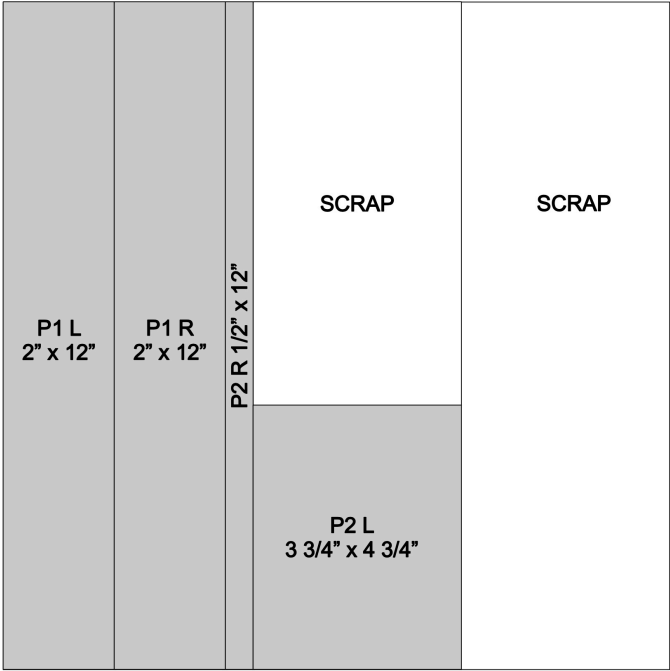 P1 L
2” x 12”
P1 R
2” x 12”
P2 R 1/2” x 12”
SCRAP
P2 L
3 3/4” x 4 3/4”
SCRAP